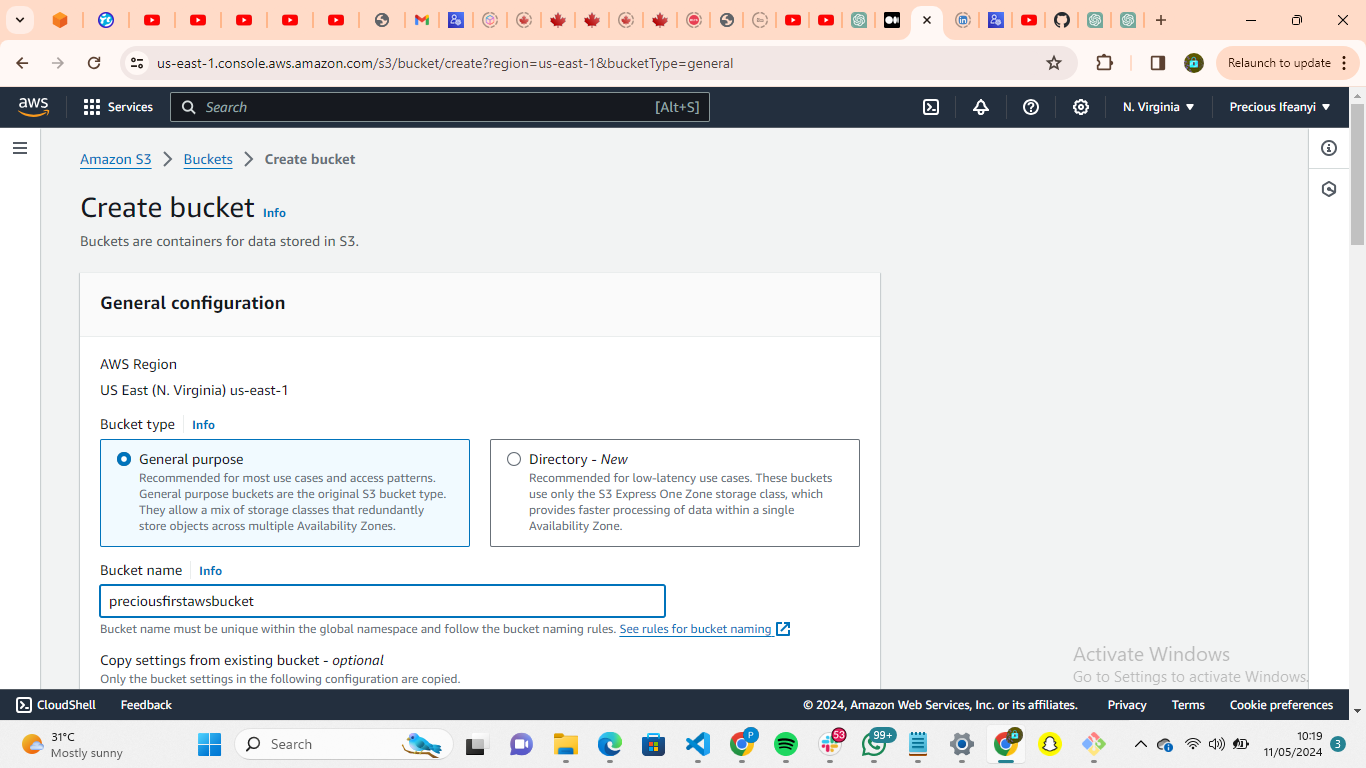 us-east-1.console.aws.amazon.com/s3/bucket/create?region=us-east-1&bucketType=general
Relaunch to update
aws
Services
Search
[Alt+S]
N. Virginia
Precious Ifeanyi
Amazon S3
Buckets
Create bucket
Create bucket Info
Buckets are containers for data stored in S3.
General configuration
AWS Region
US East (N. Virginia) us-east-1
Bucket type
Info
General purpose
Recommended for most use cases and access patterns.
General purpose buckets are the original S3 bucket type.
They allow a mix of storage classes that redundantly
store objects across multiple Availability Zones.
Directory - New
Recommended for low-latency use cases. These buckets
use only the S3 Express One Zone storage class, which
provides faster processing of data within a single
Availability Zone.
Bucket name
Info
preciousfirstawsbucket
Bucket name must be unique within the global namespace and follow the bucket naming rules. See rules for bucket naming
Copy settings from existing bucket - optional
Only the bucket settings in the following configuration are copied.
Activate Windows
Go to Settings to activate Windows.
CloudShell
Feedback
© 2024, Amazon Web Services, Inc. or its affiliates.
Privacy
Terms
Cookie preferences
31°C
Mostly sunny
Search
P
53
99+
10:19
11/05/2024
3